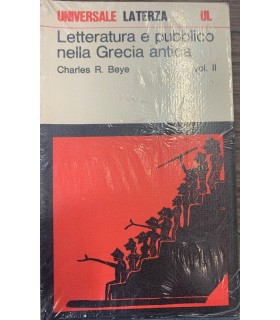 UNIVERSALE LATERZA UL
Letteratura e pubblico
nella Grecia antica
Charles R. Beye vol. II